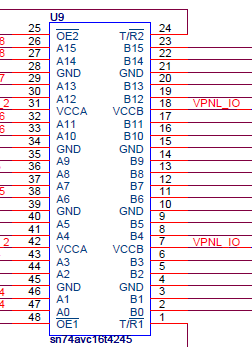 U9
25 OE2 T/R2 24
26 A15 B15 23
27 A14 B14 22
28 GND GND 21
29 A13 B13 20
30 A12 B12 19
_2 31 VCCA VCCB 18 VPNL_IO
32 A11 B11 17
33 A10 B10 16
34 GND GND 15
35 A9 B9 14
36 A8 B8 13
37 A7 B7 12
38 A6 B6 11
39 GND GND 10
40 A5 B5 9
41 A4 B4 8
_2 42 VCCA VCCB 7 VPNL_IO
43 A3 B3 6
44 A2 B2 5
45 GND GND 4
46 A1 B1 3
47 A0 B0 2
48 OE1 T/R1 1
sn74avc16t4245